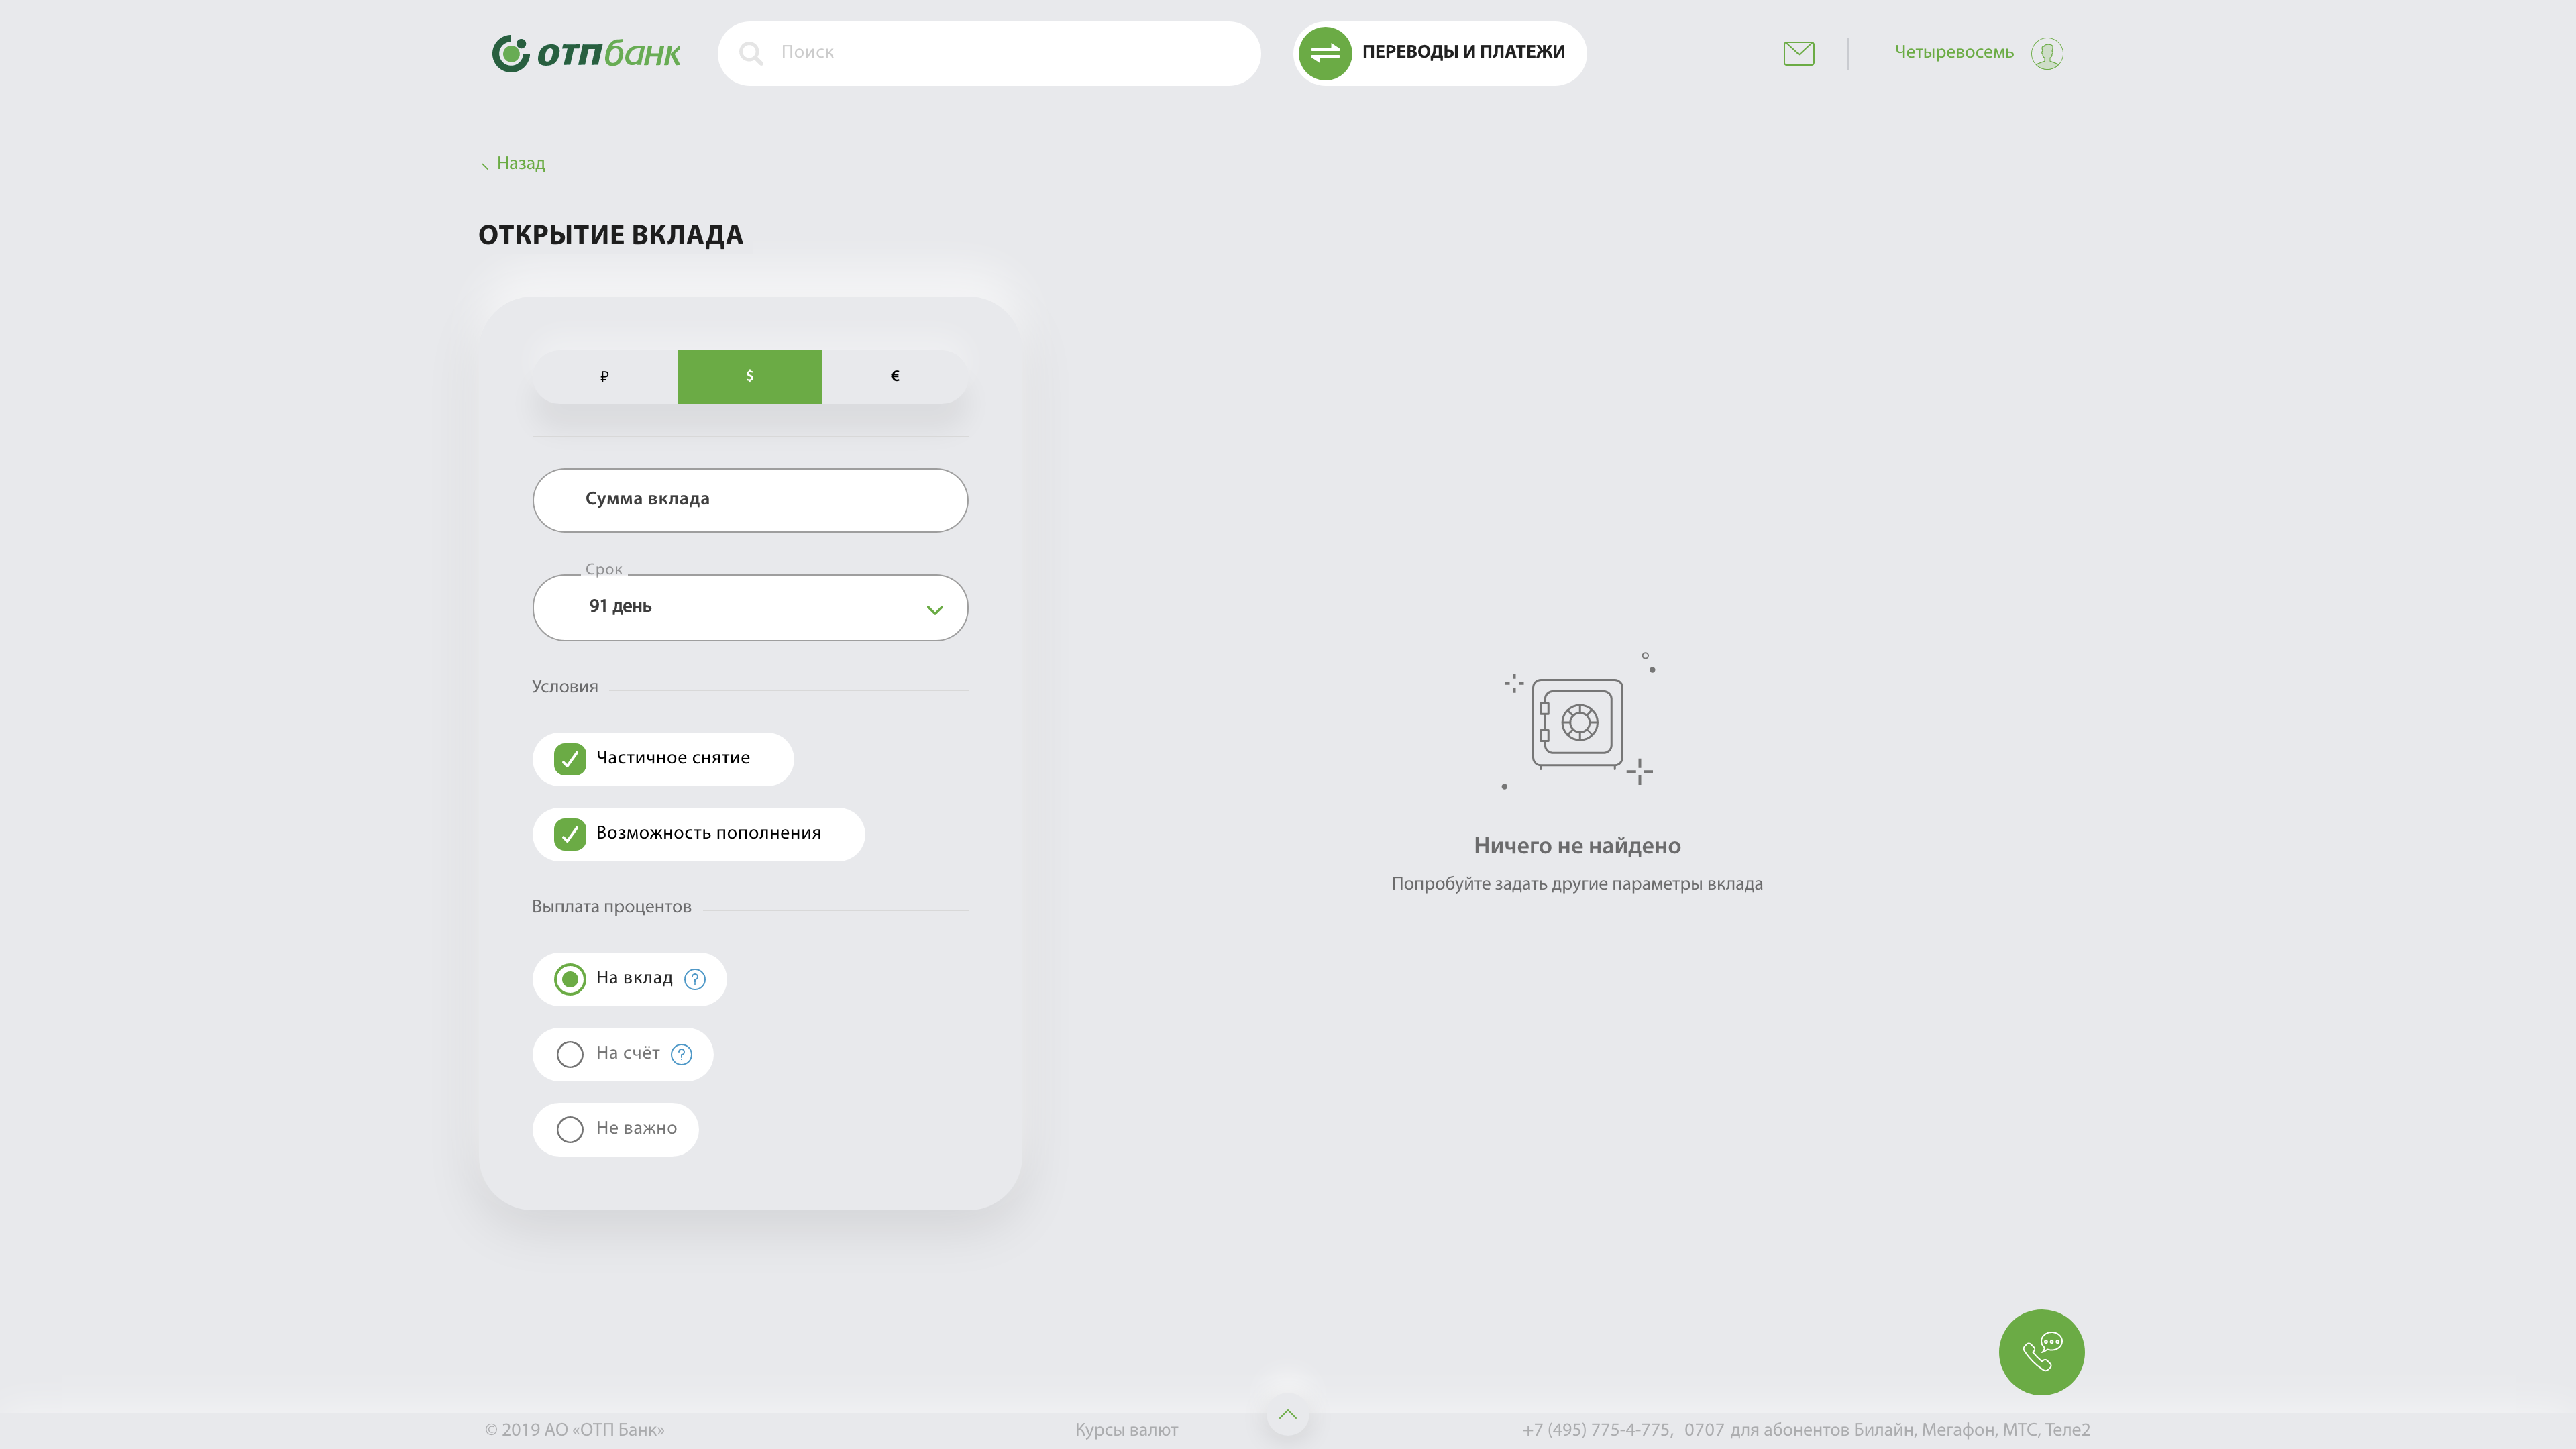 отпбанк
Поиск
ПЕРЕВОДЫ И ПЛАТЕЖИ
Четыревосемь
Назад
ОТКРЫТИЕ ВКЛАДА
₽ $ €
Сумма вклада
Срок
91 день
Условия
Частичное снятие
Возможность пополнения
Выплата процентов
На вклад ?
На счёт ?
Не важно
Ничего не найдено
Попробуйте задать другие параметры вклада
© 2019 АО «ОТП Банк» Курсы валют +7 (495) 775-4-775, 0707 для абонентов Билайн, Мегафон, МТС, Теле2